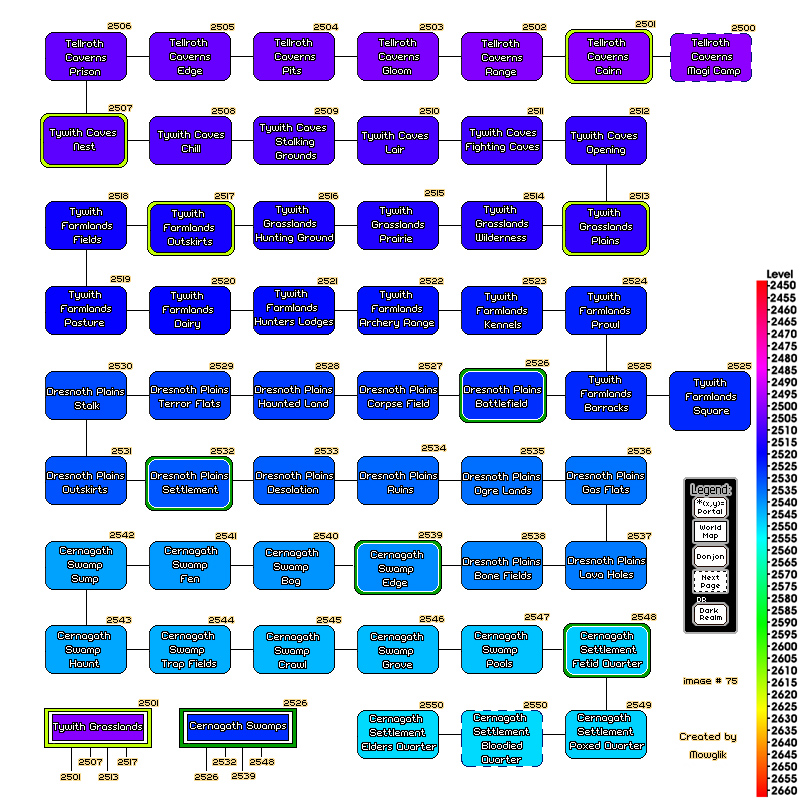 2506
2505
2504
2503
2502
2501
2500
Tellroth
Caverns
Prison
Tellroth
Caverns
Edge
Tellroth
Caverns
Pits
Tellroth
Caverns
Gloom
Tellroth
Caverns
Range
Tellroth
Caverns
Cairn
Tellroth
Caverns
Magi Camp
2507
2508
2509
2510
2511
2512
Tywith Caves
Nest
Tywith Caves
Chill
Tywith Caves
Stalking
Grounds
Tywith Caves
Lair
Tywith Caves
Fighting Caves
Tywith Caves
Opening
2518
2517
2516
2515
2514
2513
Tywith
Farmlands
Fields
Tywith
Farmlands
Outskirts
Tywith
Grasslands
Hunting Ground
Tywith
Grasslands
Prairie
Tywith
Grasslands
Wilderness
Tywith
Grasslands
Plains
2519
2520
2521
2522
2523
2524
Tywith
Farmlands
Pasture
Tywith
Farmlands
Dairy
Tywith
Farmlands
Hunters Lodges
Tywith
Farmlands
Archery Range
Tywith
Farmlands
Kennels
Tywith
Farmlands
Prowl
2530
2529
2528
2527
2526
2525
2525
Dresnoth Plains
Stalk
Dresnoth Plains
Terror Flats
Dresnoth Plains
Haunted Land
Dresnoth Plains
Corpse Field
Dresnoth Plains
Battlefield
Tywith
Farmlands
Barracks
Tywith
Farmlands
Square
2531
2532
2533
2534
2535
2536
Dresnoth Plains
Outskirts
Dresnoth Plains
Settlement
Dresnoth Plains
Desolation
Dresnoth Plains
Ruins
Dresnoth Plains
Ogre Lands
Dresnoth Plains
Gas Flats
2542
2541
2540
2539
2538
2537
Cernagath
Swamp
Sump
Cernagath
Swamp
Fen
Cernagath
Swamp
Bog
Cernagath
Swamp
Edge
Dresnoth Plains
Bone Fields
Dresnoth Plains
Lava Holes
2543
2544
2545
2546
2547
2548
Cernagath
Swamp
Haunt
Cernagath
Swamp
Trap Fields
Cernagath
Swamp
Crawl
Cernagath
Swamp
Grove
Cernagath
Swamp
Pools
Cernagath
Settlement
Fetid Quarter
2501
2526
2550
2550
2549
Tywith Grasslands
Cernagath Swamps
Cernagath
Settlement
Elders Quarter
Cernagath
Settlement
Bloodied
Quarter
Cernagath
Settlement
Poxed Quarter
2507
2517
2501
2513
2532
2548
2526
2539
Legend:
*(x,y)=
Portal
World
Map
Donjon
Next
Page
DR
Dark
Realm
image # 75
Created by
Mowglik
Level
2450
2455
2460
2465
2470
2475
2480
2485
2490
2495
2500
2505
2510
2515
2520
2525
2530
2535
2540
2545
2550
2555
2560
2565
2570
2575
2580
2585
2590
2595
2600
2605
2610
2615
2620
2625
2630
2635
2640
2645
2650
2655
2660